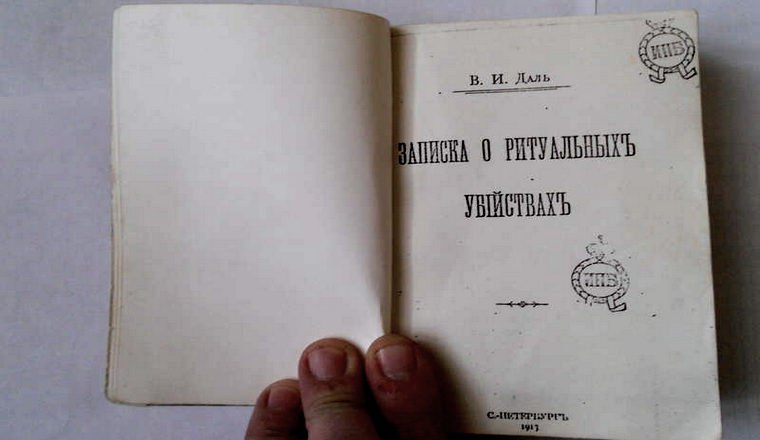 ИПБ
В. И. Даль
ЗАПИСКА О РИТУАЛЬНЫХЪ
УБІЙСТВАХЪ
ИПБ
С.-ПЕТЕРБУРГЪ
1913